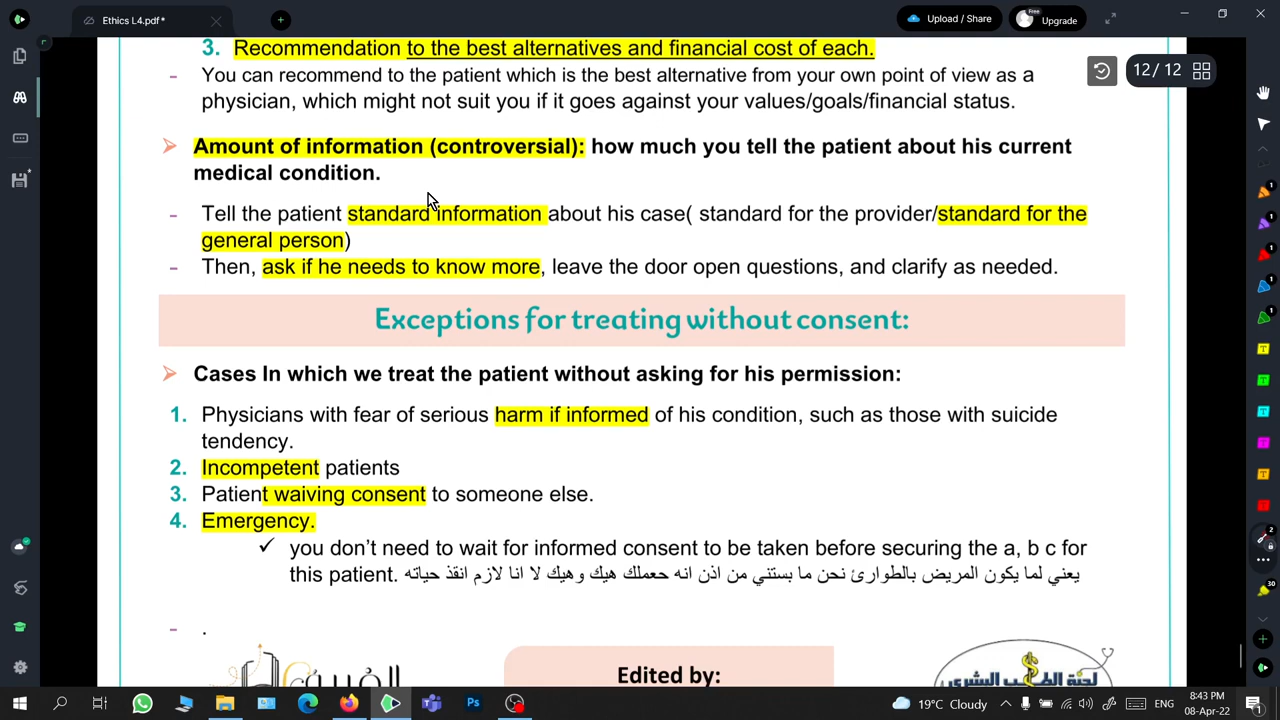 Ethics L4.pdf*
Upload / Share
Free
Upgrade
3. Recommendation to the best alternatives and financial cost of each.
- You can recommend to the patient which is the best alternative from your own point of view as a
physician, which might not suit you if it goes against your values/goals/financial status.
12/ 12
Amount of information (controversial): how much you tell the patient about his current
medical condition.
- Tell the patient standard information about his case( standard for the provider/standard for the
general person)
- Then, ask if he needs to know more, leave the door open questions, and clarify as needed.
Exceptions for treating without consent:
Cases In which we treat the patient without asking for his permission:
1. Physicians with fear of serious harm if informed of his condition, such as those with suicide
tendency.
2. Incompetent patients
3. Patient waiving consent to someone else.
4. Emergency.
✓ you don't need to wait for informed consent to be taken before securing the a, b c for
this patient. يعني لما يكون المريض بالطوارئ نحن ما بستني من اذن انه حعملك هيك وهيك لا انا لازم انقذ حياته
- .
Edited by:
لجنة الطب البشري
19°C Cloudy
ENG
8:43 PM
08-Apr-22